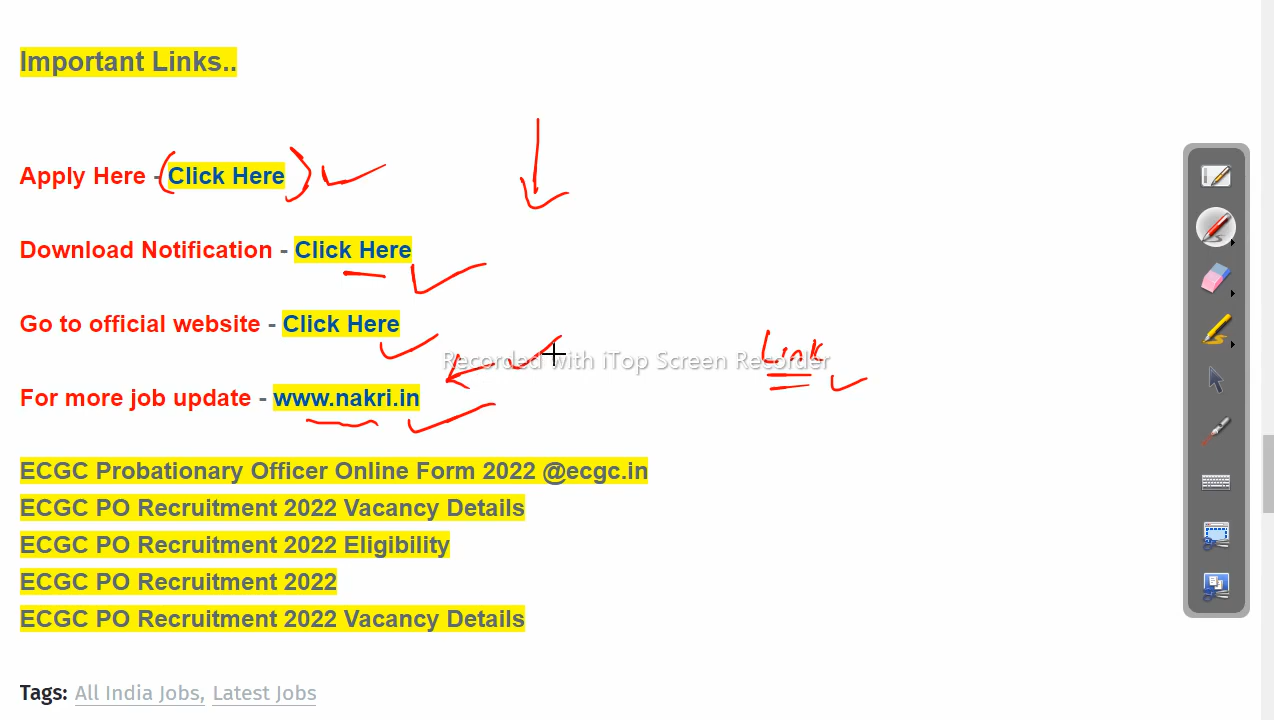 Important Links..
Apply Here - Click Here
Download Notification - Click Here
Go to official website - Click Here
Link
Recorded with iTop Screen Recorder
For more job update - www.nakri.in
ECGC Probationary Officer Online Form 2022 @ecgc.in
ECGC PO Recruitment 2022 Vacancy Details
ECGC PO Recruitment 2022 Eligibility
ECGC PO Recruitment 2022
ECGC PO Recruitment 2022 Vacancy Details
Tags: All India Jobs, Latest Jobs